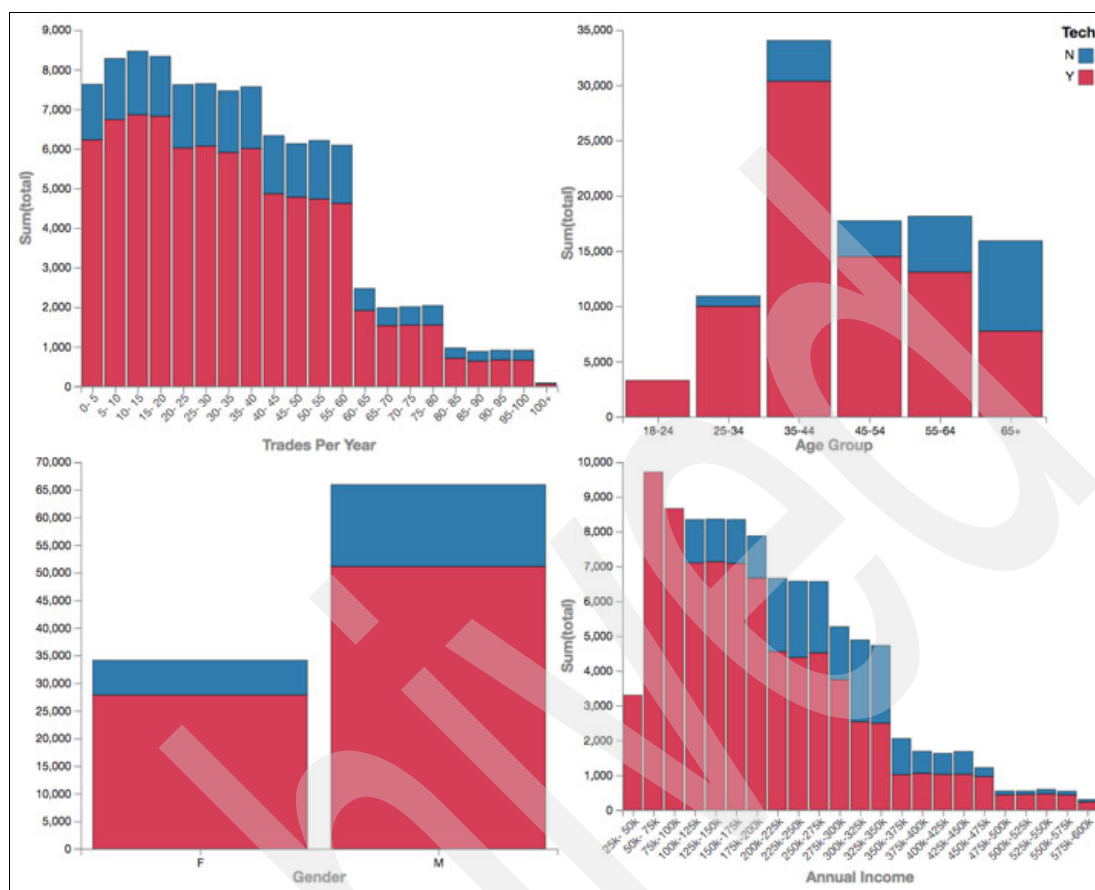 9,000
8,000
7,000
6,000
5,000
4,000
3,000
2,000
1,000
0
Sum(total)
0- 5
5- 10
10- 15
15- 20
20-25
25-30
30-35
35-40
40-45
45-50
50-55
55-60
60- 65
65-70
70-75
75-80
80- 85
85- 90
90- 95
95-100
100+
Trades Per Year
35,000
30,000
25,000
20,000
15,000
10,000
5,000
0
Sum(total)
18-24
25-34
35-44
45-54
55-64
65+
Age Group
Tech
N
Y
70,000
65,000
60,000
55,000
50,000
45,000
40,000
35,000
30,000
25,000
20,000
15,000
10,000
5,000
0
F
M
Gender
10,000
9,000
8,000
7,000
6,000
5,000
4,000
3,000
2,000
1,000
0
Sum(total)
25k- 50k
50k- 75k
75k-100k
100k-125k
125k-150k
150k-175k
175k-200k
200k-225k
225k-250k
250k-275k
275k-300k
300k-325k
325k-350k
350k-375k
375k-400k
400k-425k
425k-450k
450k-475k
475k-500k
500k-525k
525k-550k
550k-575k
575k-600k
Annual Income